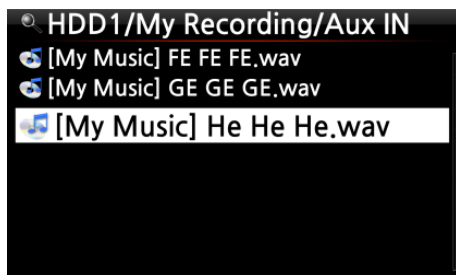 HDD1/My Recording/Aux IN
[My Music] FE FE FE.wav
[My Music] GE GE GE.wav
[My Music] He He He.wav